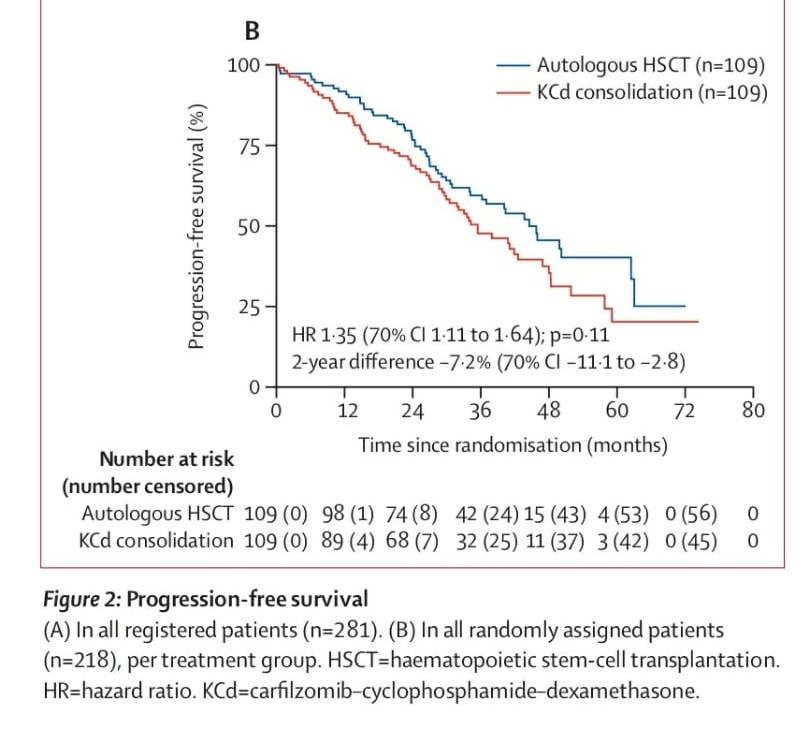 B
100
75
50
25
0
Progression-free survival (%)
Autologous HSCT (n=109)
KCd consolidation (n=109)
HR 1·35 (70% CI 1·11 to 1·64); p=0·11
2-year difference –7·2% (70% CI –11·1 to –2·8)
0 12 24 36 48 60 72 80
Time since randomisation (months)
Number at risk
(number censored)
Autologous HSCT 109 (0) 98 (1) 74 (8) 42 (24) 15 (43) 4 (53) 0 (56) 0
KCd consolidation 109 (0) 89 (4) 68 (7) 32 (25) 11 (37) 3 (42) 0 (45) 0
Figure 2: Progression-free survival
(A) In all registered patients (n=281). (B) In all randomly assigned patients
(n=218), per treatment group. HSCT=haematopoietic stem-cell transplantation.
HR=hazard ratio. KCd=carfilzomib–cyclophosphamide–dexamethasone.